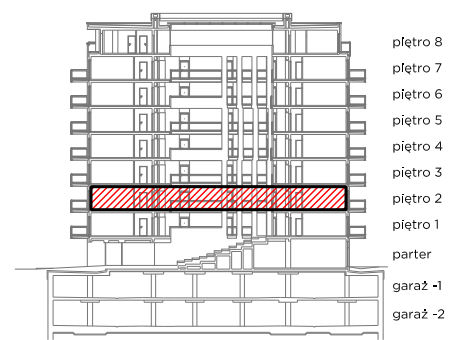 piętro 8
piętro 7
piętro 6
piętro 5
piętro 4
piętro 3
piętro 2
piętro 1
parter
garaż -1
garaż -2